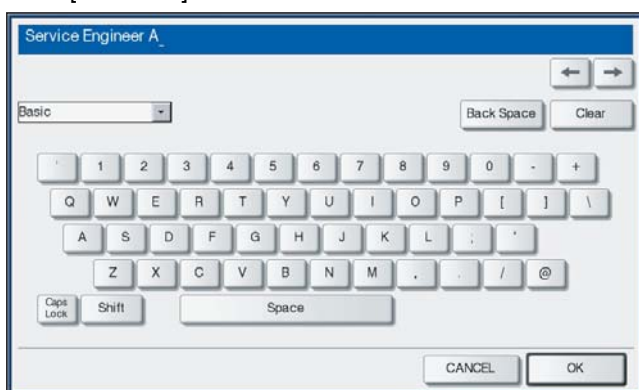 Service Engineer A_
← →
Basic Back Space Clear
` 1 2 3 4 5 6 7 8 9 0 - +
Q W E R T Y U I O P [ ] \
A S D F G H J K L ; '
Z X C V B N M , . / @
Caps Lock Shift Space
CANCEL OK